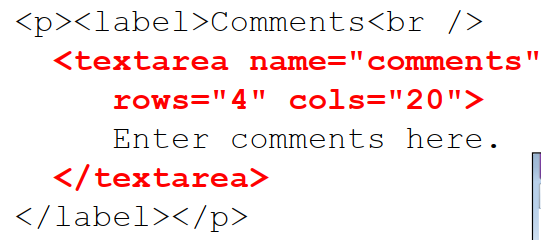 <p><label>Comments<br />
<textarea name="comments"
rows="4" cols="20">
Enter comments here.
</textarea>
</label></p>